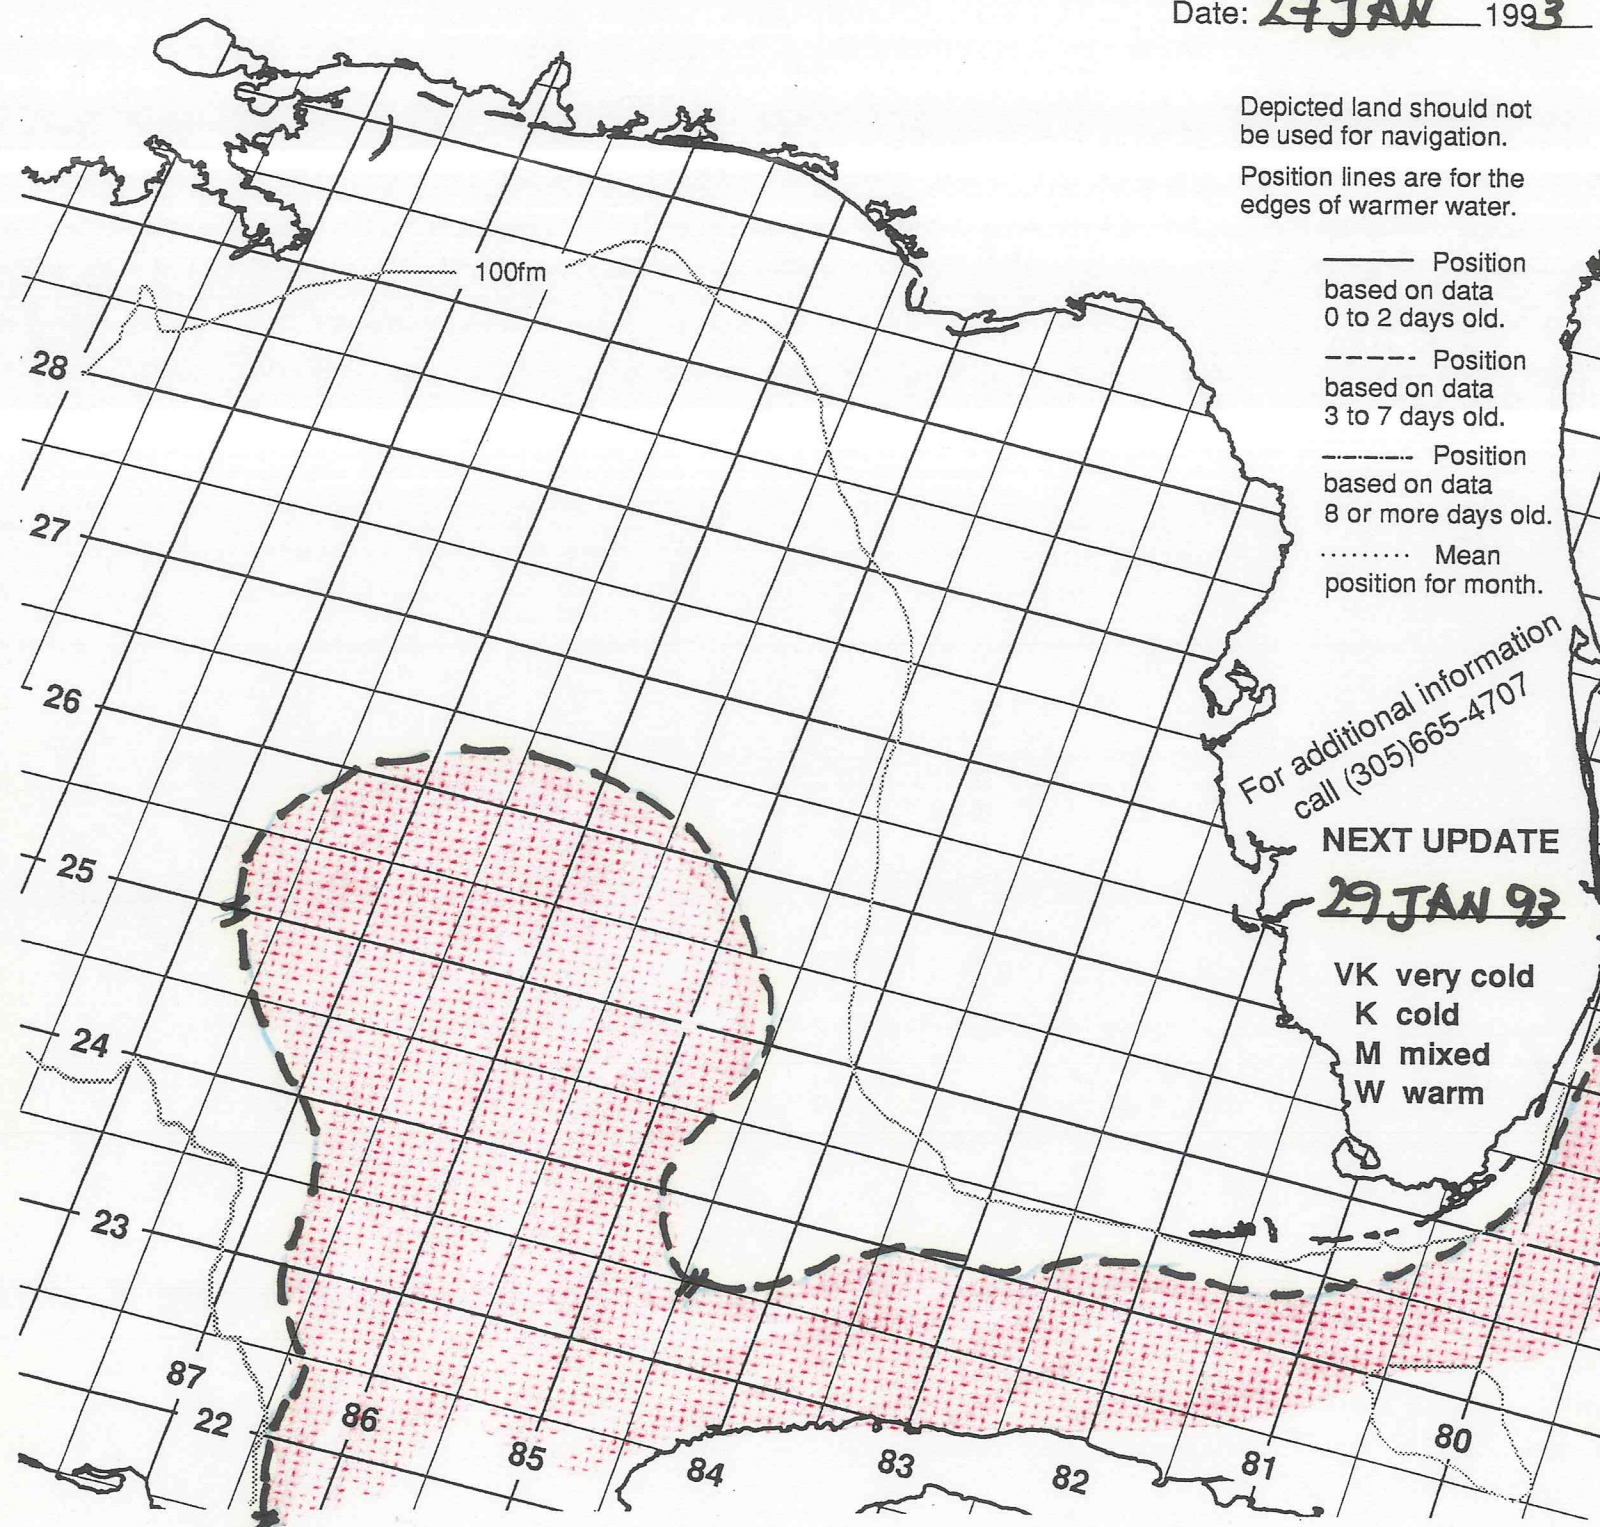 Date: 27 JAN 1993
Depicted land should not
be used for navigation.
Position lines are for the
edges of warmer water.
Position
based on data
0 to 2 days old.
Position
based on data
3 to 7 days old.
Position
based on data
8 or more days old.
Mean
position for month.
For additional information
call (305)665-4707
NEXT UPDATE
29 JAN 93
VK very cold
K cold
M mixed
W warm
100fm
28
27
26
25
24
23
22
87
86
85
84
83
82
81
80